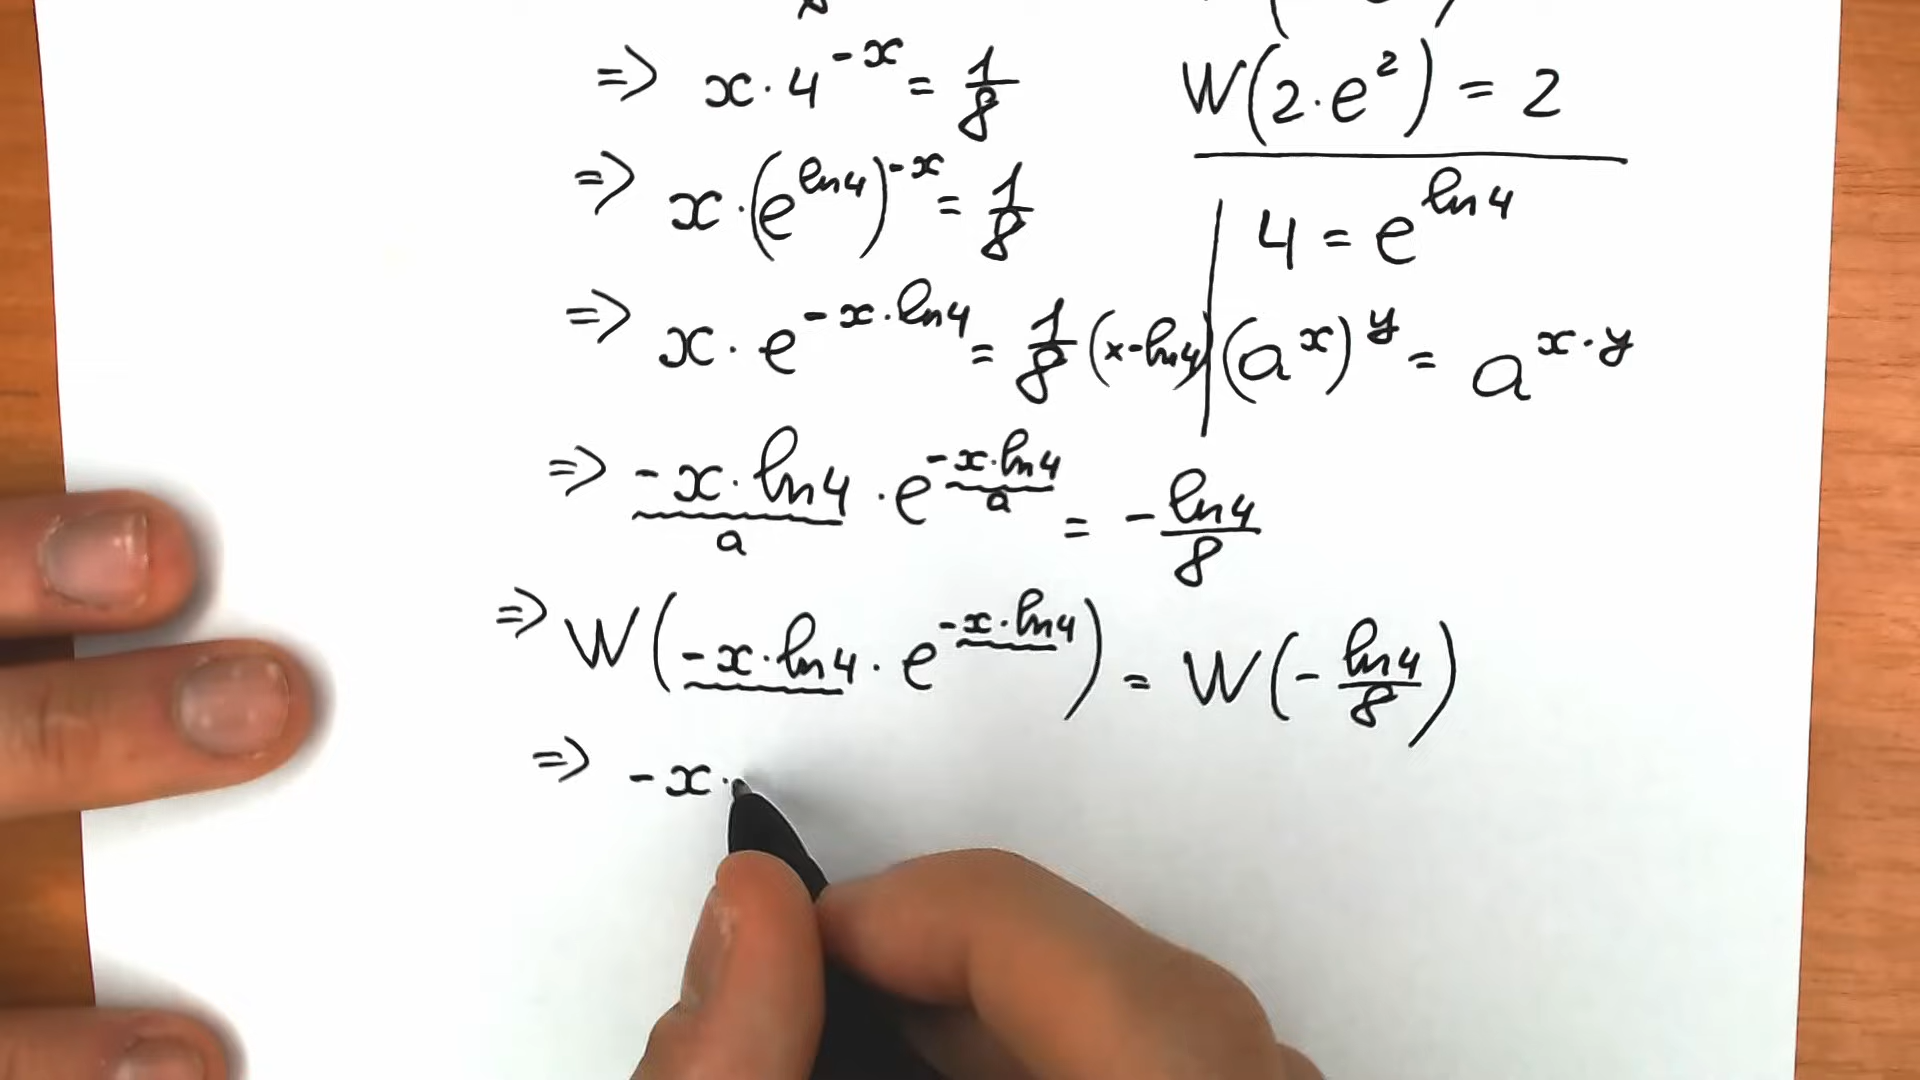 => x · 4^{-x} = 1/8
W(2·e^2) = 2
=> x · (e^{ln4})^{-x} = 1/8
4 = e^{ln4}
=> x · e^{-x·ln4} = 1/8 (x-ln4)
(a^x)^y = a^{x·y}
=> -x · ln4 · e^{-x·ln4} = - ln4/8
a a
=> W(-x·ln4 · e^{-x·ln4}) = W(- ln4/8)
=> -x ·